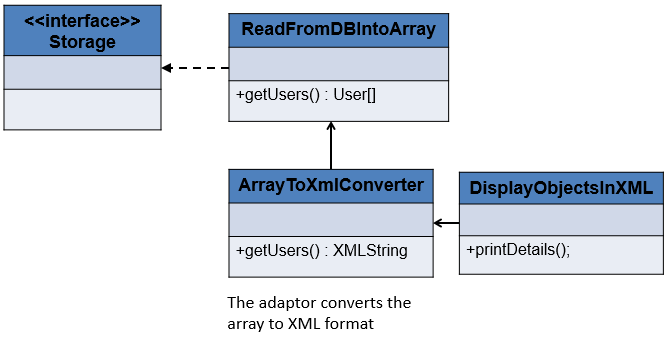 <<interface>>
Storage
ReadFromDBIntoArray
+getUsers() : User[]
ArrayToXmlConverter
+getUsers() : XMLString
DisplayObjectsInXML
+printDetails();
The adaptor converts the
array to XML format